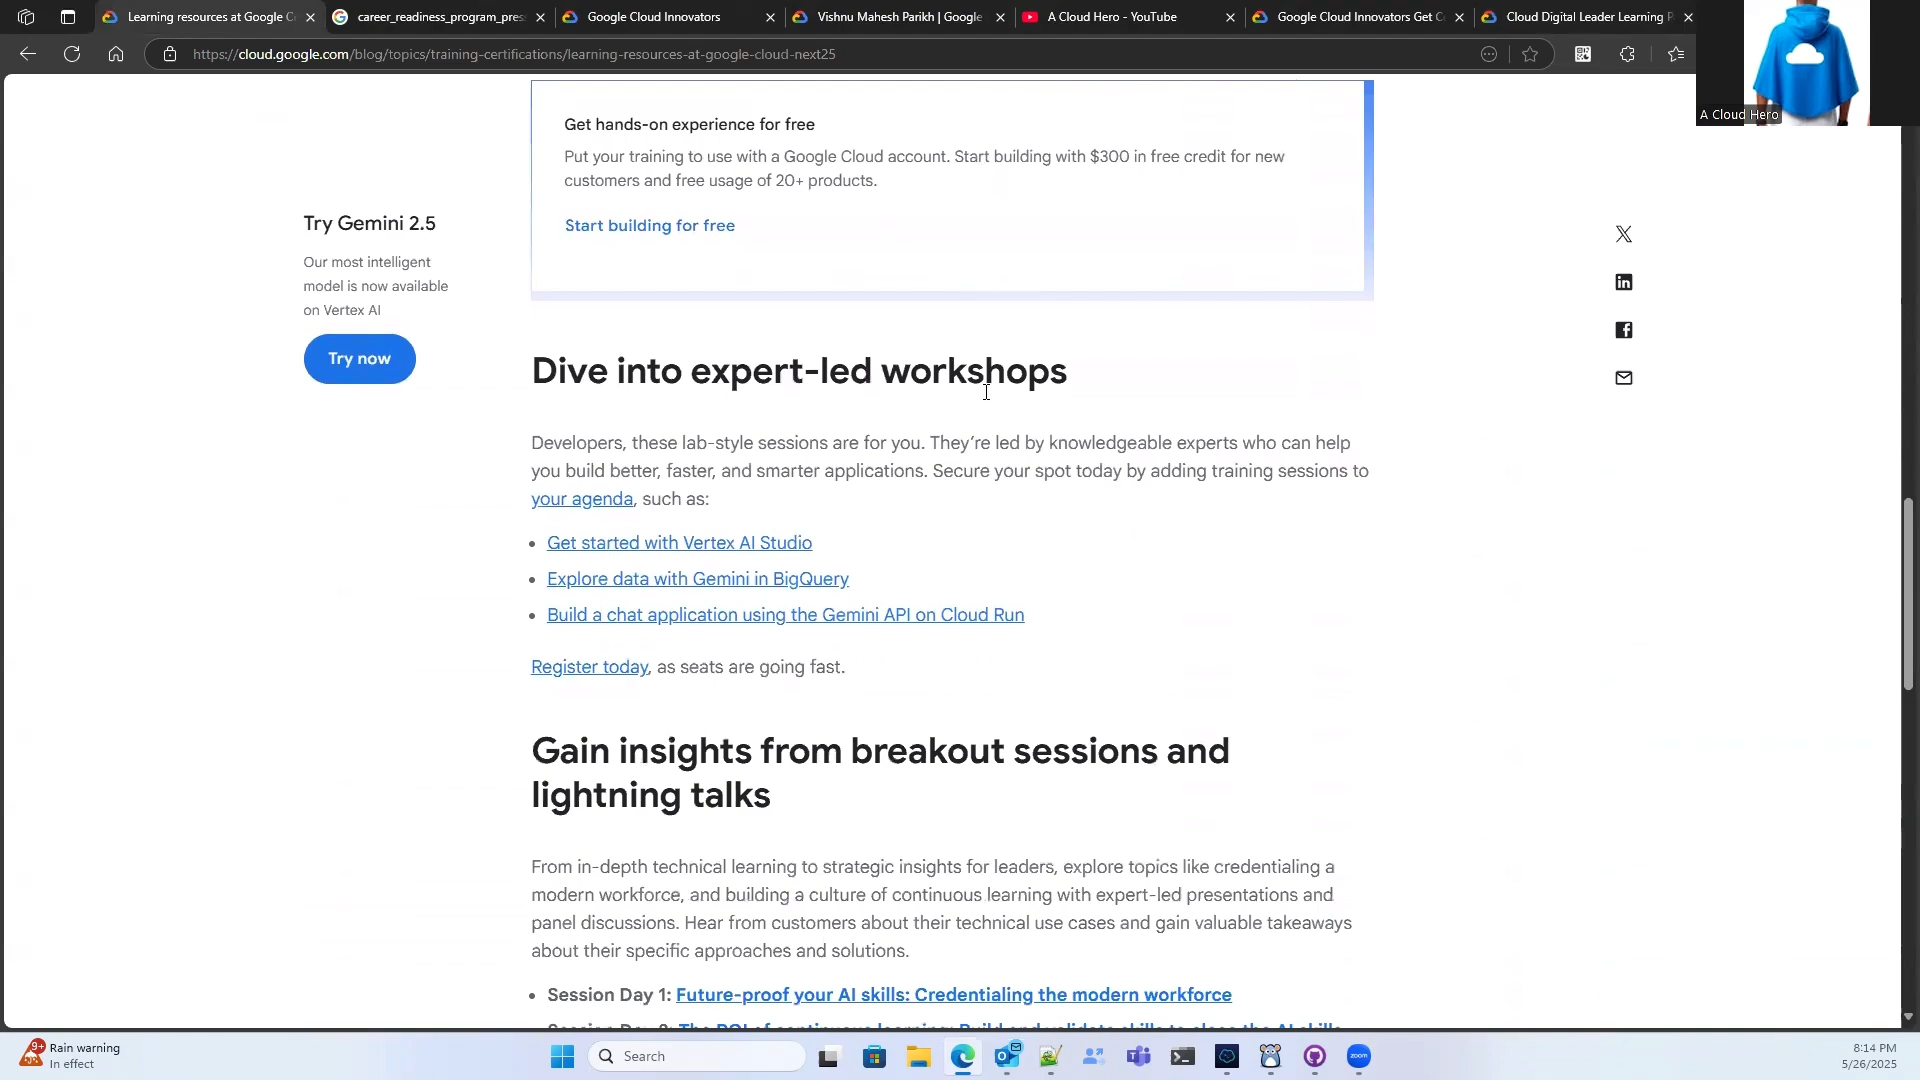 Learning resources at Google C
career_readiness_program_pres
Google Cloud Innovators
Vishnu Mahesh Parikh | Google
A Cloud Hero - YouTube
Google Cloud Innovators Get C
Cloud Digital Leader Learning P
https://cloud.google.com/blog/topics/training-certifications/learning-resources-at-google-cloud-next25
A Cloud Hero
Get hands-on experience for free
Put your training to use with a Google Cloud account. Start building with $300 in free credit for new
customers and free usage of 20+ products.
Start building for free
Try Gemini 2.5
Our most intelligent
model is now available
on Vertex AI
Try now
Dive into expert-led workshops
Developers, these lab-style sessions are for you. They’re led by knowledgeable experts who can help
you build better, faster, and smarter applications. Secure your spot today by adding training sessions to
your agenda, such as:
• Get started with Vertex AI Studio
• Explore data with Gemini in BigQuery
• Build a chat application using the Gemini API on Cloud Run
Register today, as seats are going fast.
Gain insights from breakout sessions and
lightning talks
From in-depth technical learning to strategic insights for leaders, explore topics like credentialing a
modern workforce, and building a culture of continuous learning with expert-led presentations and
panel discussions. Hear from customers about their technical use cases and gain valuable takeaways
about their specific approaches and solutions.
• Session Day 1: Future-proof your AI skills: Credentialing the modern workforce
9+
Rain warning
In effect
Search
zoom
8:14 PM
5/26/2025